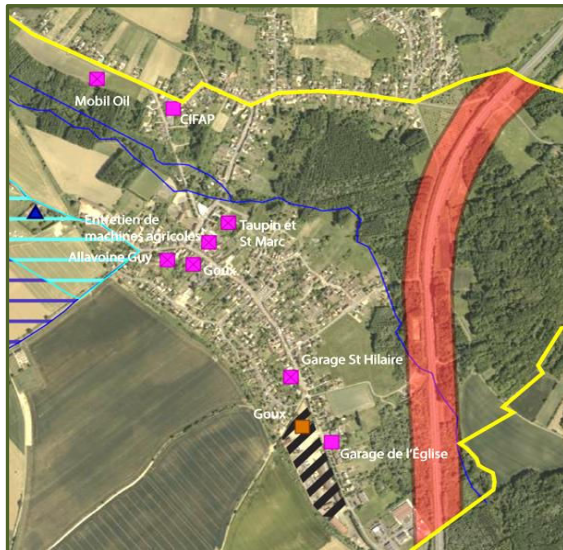 Mobil Oil
CIFAP
Entretien de
machines agricoles
Taupin et
St Marc
Allavoine Guy
Goux
Garage St Hilaire
Goux
Garage de l'Église